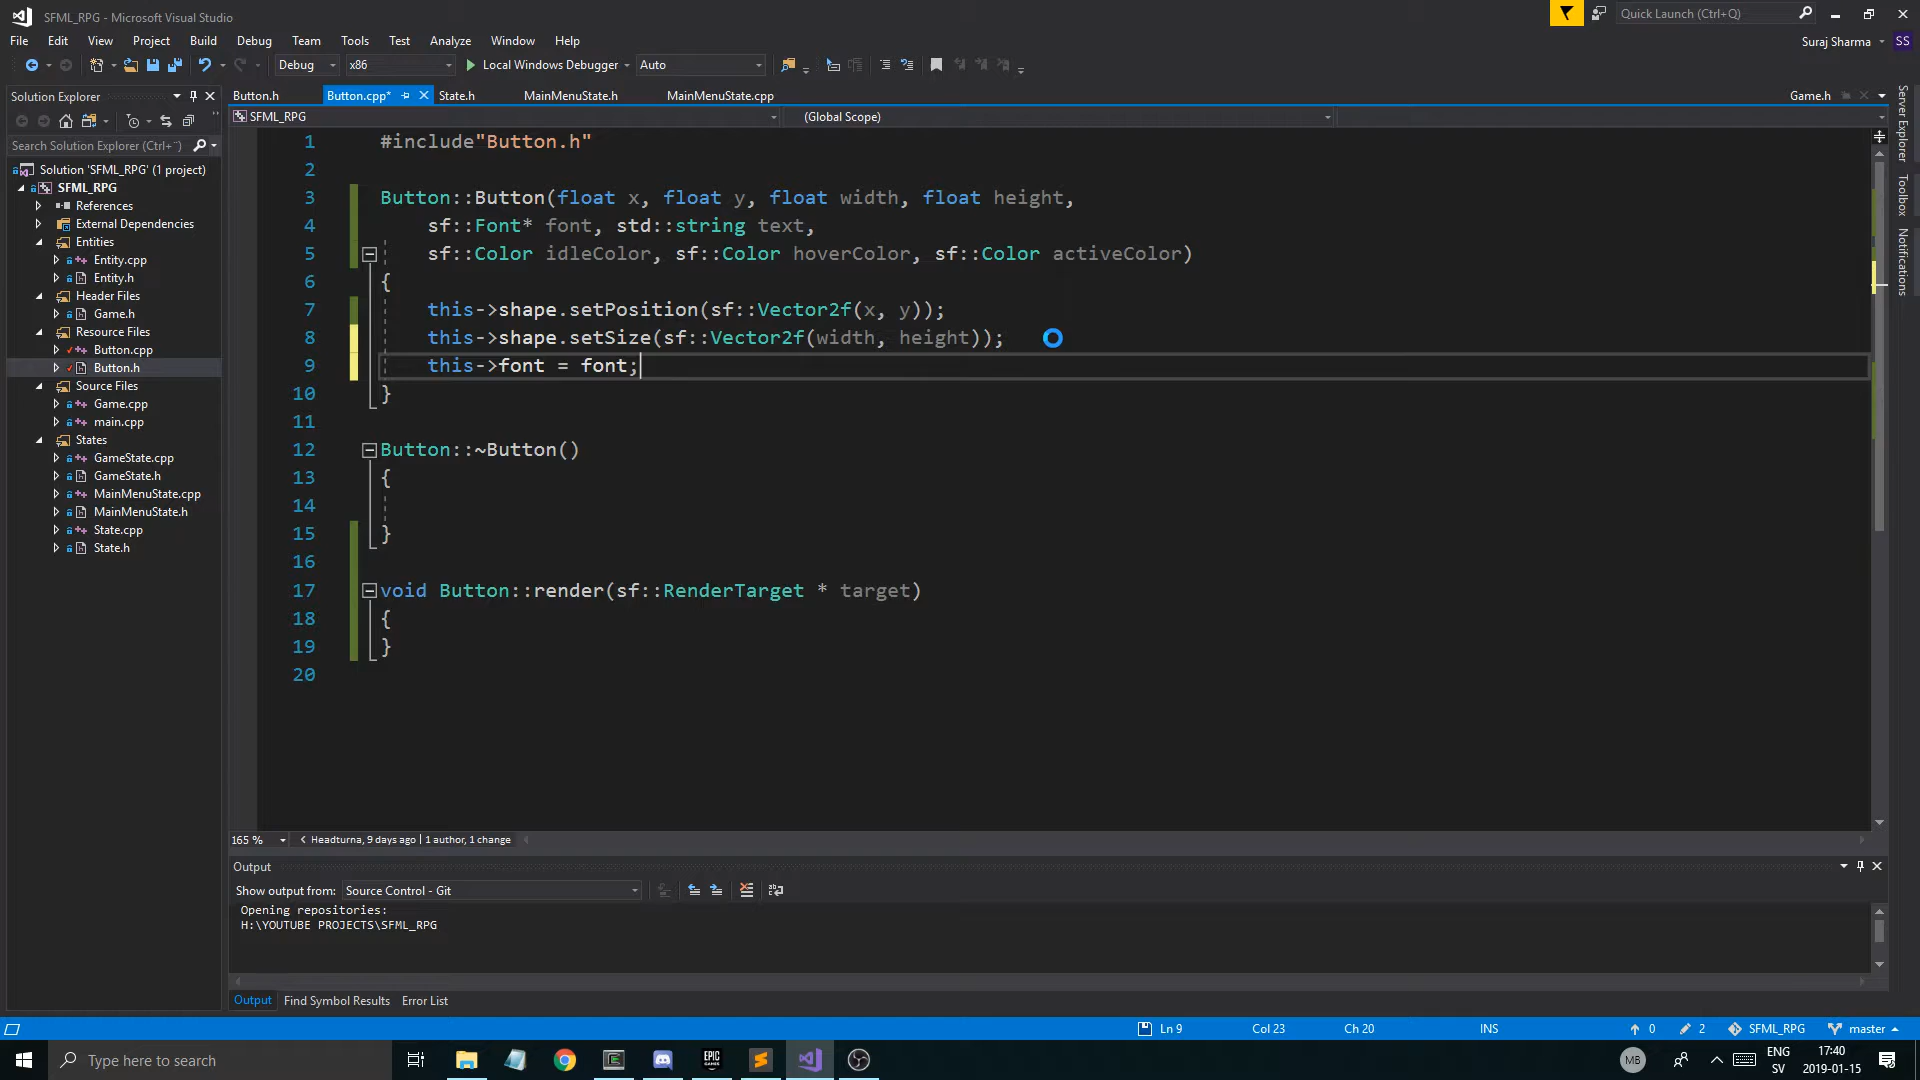 SFML_RPG - Microsoft Visual Studio
Quick Launch (Ctrl+Q)
File Edit View Project Build Debug Team Tools Test Analyze Window Help
Suraj Sharma SS
Debug x86 Local Windows Debugger Auto
Solution Explorer
Button.h Button.cpp* State.h MainMenuState.h MainMenuState.cpp Game.h
SFML_RPG (Global Scope)
Search Solution Explorer (Ctrl+¨)
Solution 'SFML_RPG' (1 project)
SFML_RPG
References
External Dependencies
Entities
Entity.cpp
Entity.h
Header Files
Game.h
Resource Files
Button.cpp
Button.h
Source Files
Game.cpp
main.cpp
States
GameState.cpp
GameState.h
MainMenuState.cpp
MainMenuState.h
State.cpp
State.h
1 #include"Button.h"
2
3 Button::Button(float x, float y, float width, float height,
4 sf::Font* font, std::string text,
5 sf::Color idleColor, sf::Color hoverColor, sf::Color activeColor)
6 {
7 this->shape.setPosition(sf::Vector2f(x, y));
8 this->shape.setSize(sf::Vector2f(width, height));
9 this->font = font;
10 }
11
12 Button::~Button()
13 {
14
15 }
16
17 void Button::render(sf::RenderTarget * target)
18 {
19 }
20
Server Explorer
Toolbox
Notifications
165 % Headturna, 9 days ago | 1 author, 1 change
Output
Show output from: Source Control - Git
Opening repositories:
H:\YOUTUBE PROJECTS\SFML_RPG
Output Find Symbol Results Error List
Ln 9 Col 23 Ch 20 INS 0 2 SFML_RPG master
Type here to search
EPIC GAMES
MB
ENG
SV
17:40
2019-01-15